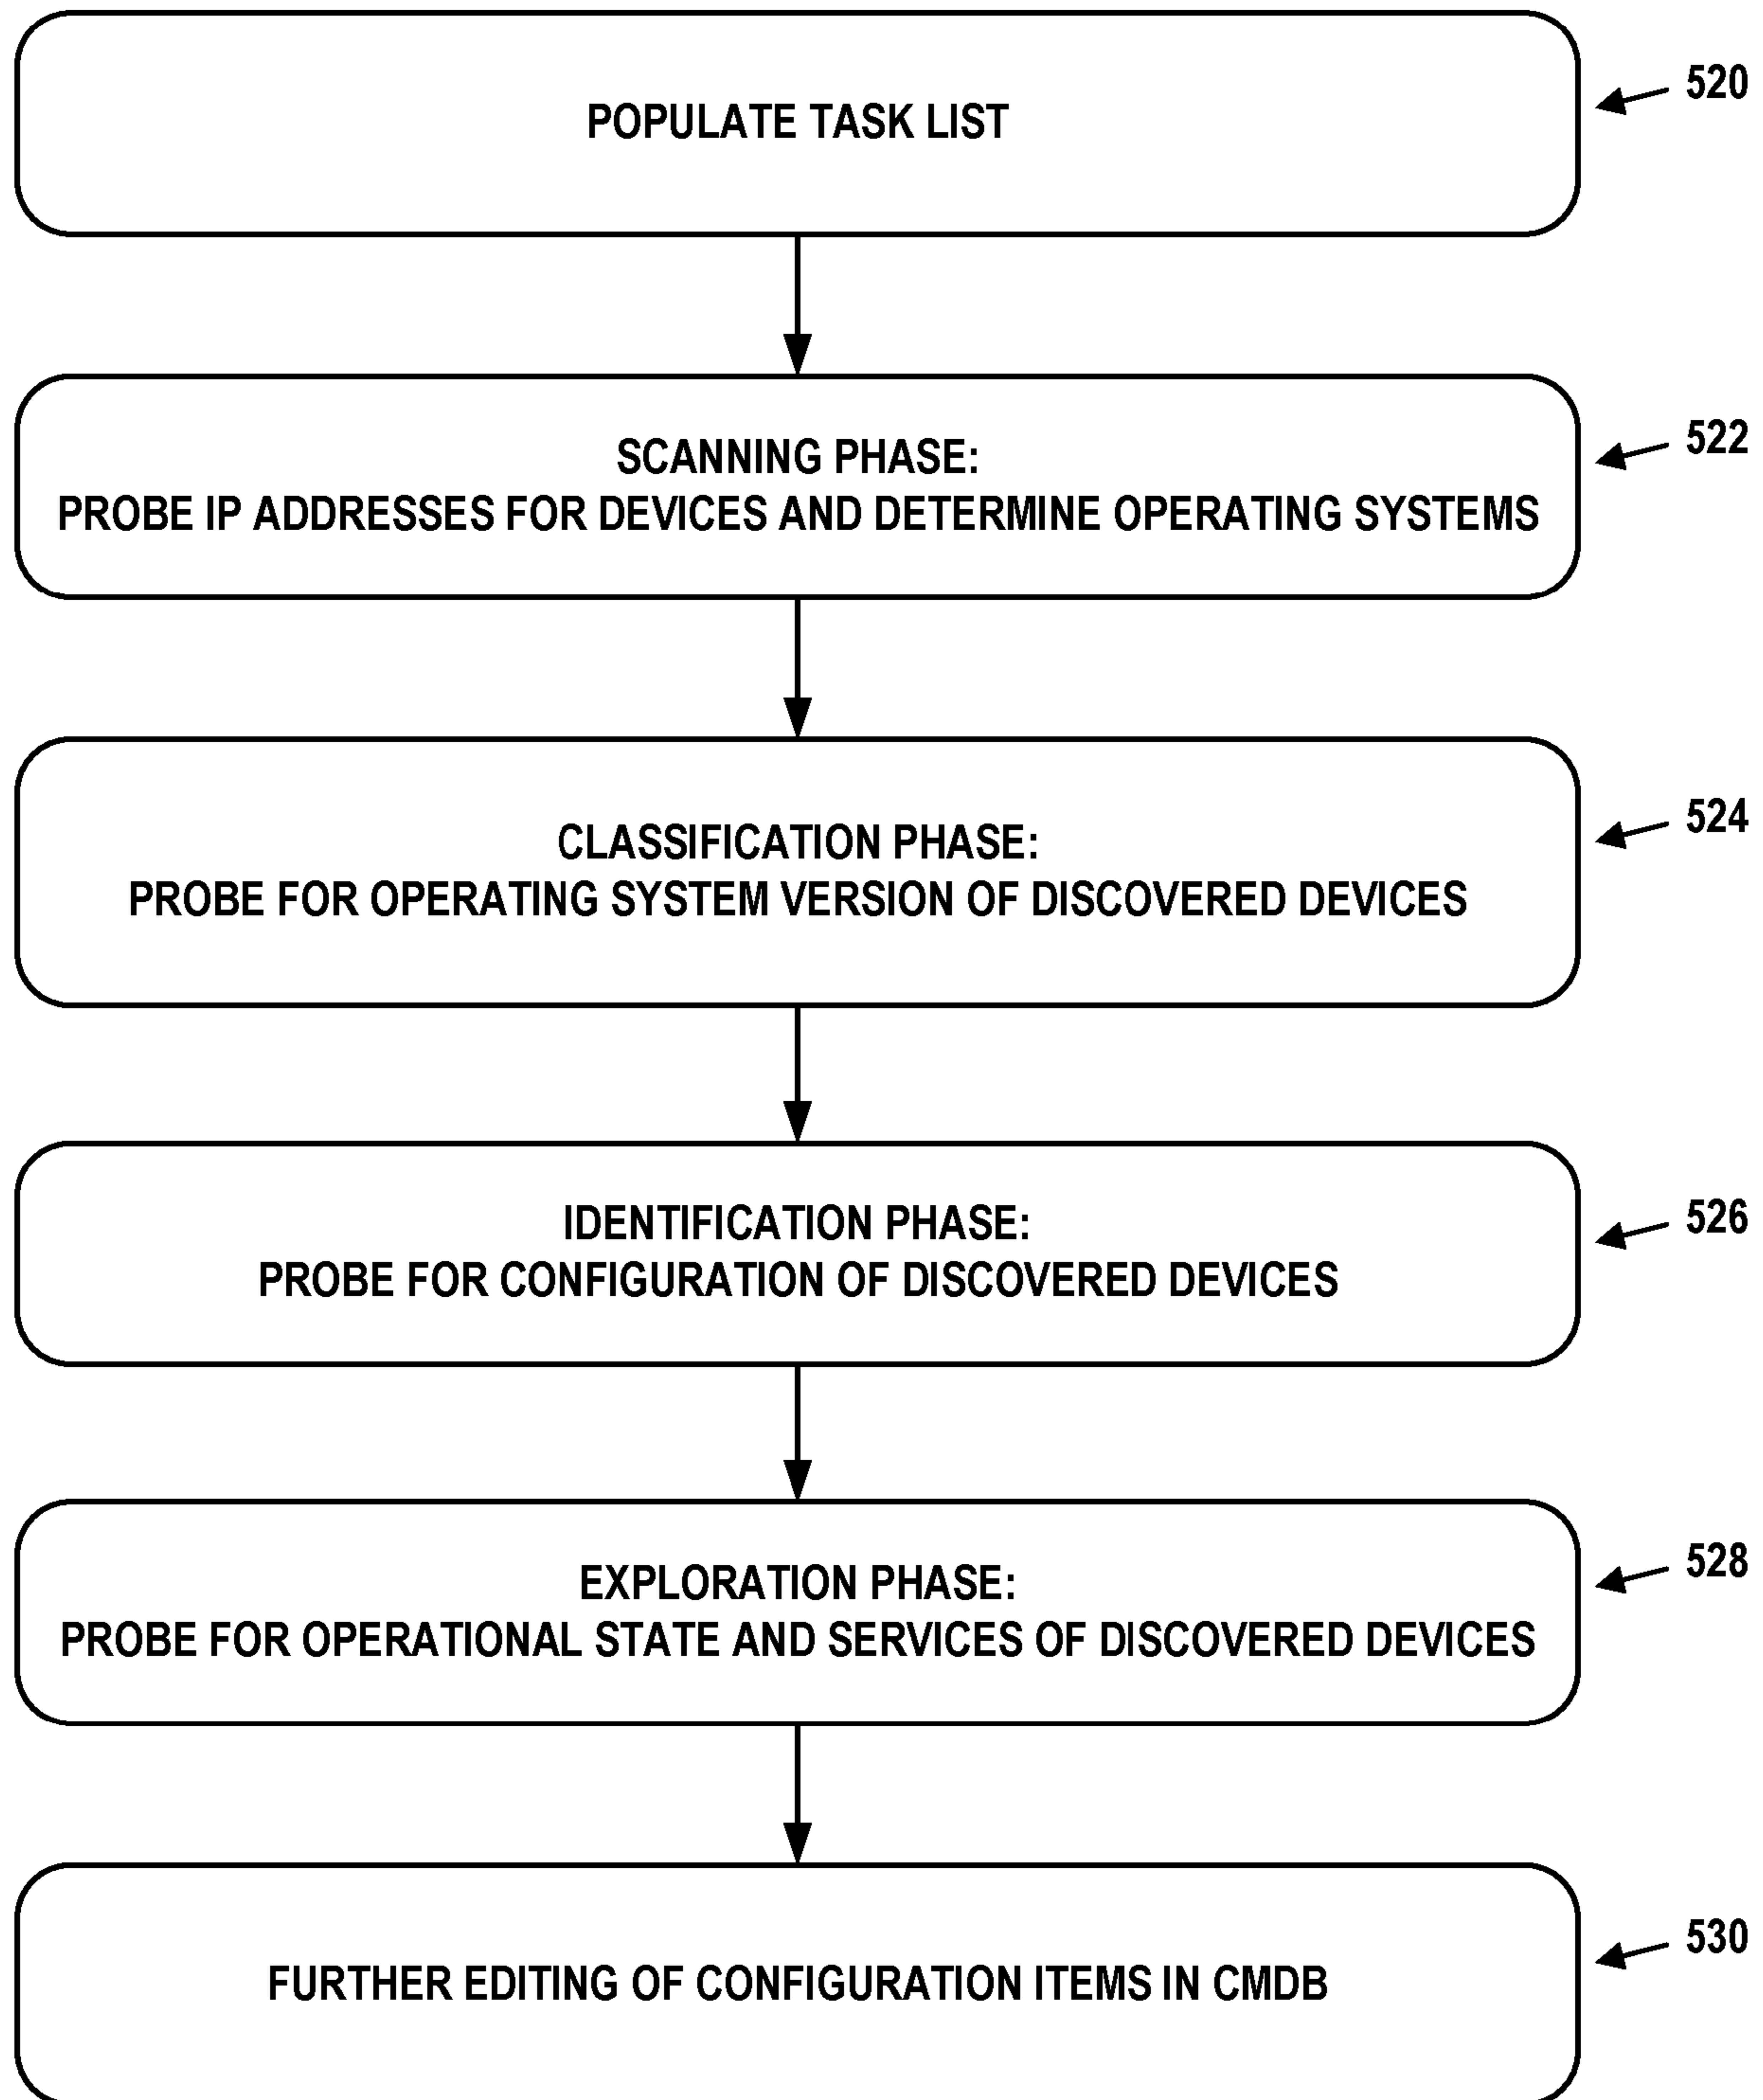 POPULATE TASK LIST
520
SCANNING PHASE:
PROBE IP ADDRESSES FOR DEVICES AND DETERMINE OPERATING SYSTEMS
522
CLASSIFICATION PHASE:
PROBE FOR OPERATING SYSTEM VERSION OF DISCOVERED DEVICES
524
IDENTIFICATION PHASE:
PROBE FOR CONFIGURATION OF DISCOVERED DEVICES
526
EXPLORATION PHASE:
PROBE FOR OPERATIONAL STATE AND SERVICES OF DISCOVERED DEVICES
528
FURTHER EDITING OF CONFIGURATION ITEMS IN CMDB
530